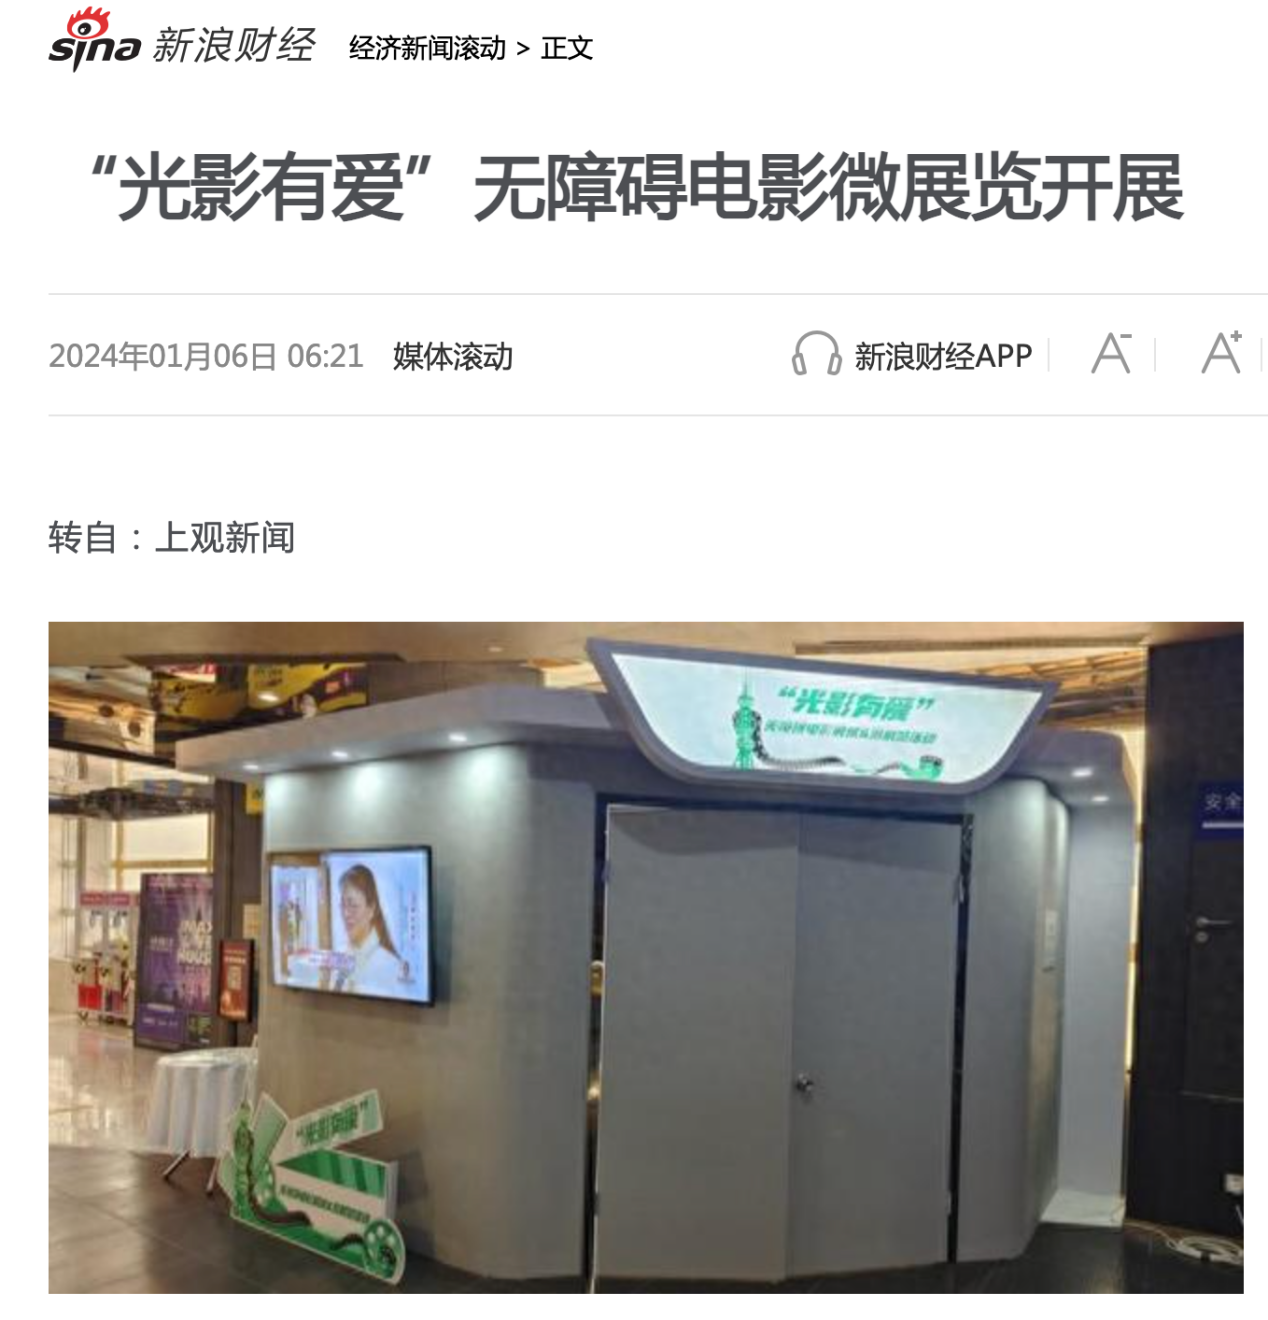 sina 新浪财经 经济新闻滚动 > 正文
“光影有爱”无障碍电影微展览开展
2024年01月06日 06:21 媒体滚动 新浪财经APP A- A+
转自：上观新闻
“光影有爱”
安全
IMAX
“光影有爱”